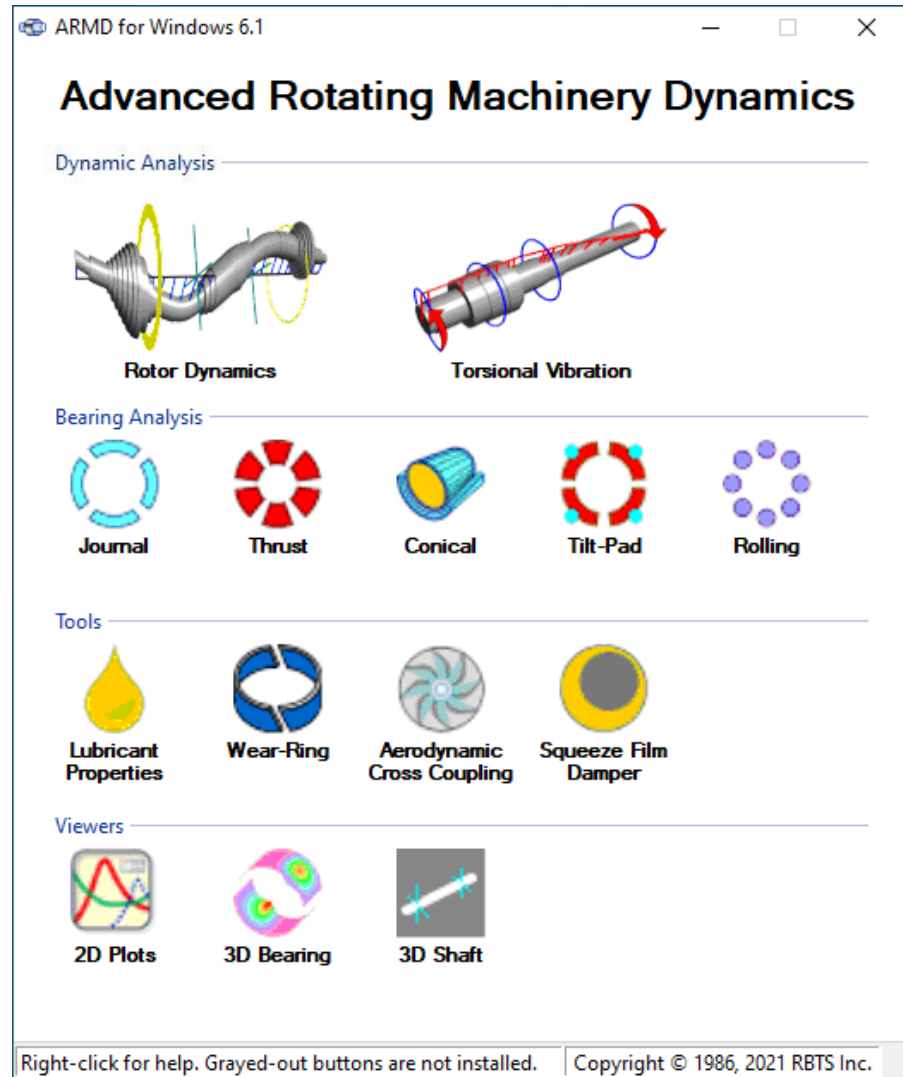 ARMD for Windows 6.1
Advanced Rotating Machinery Dynamics
Dynamic Analysis
Rotor Dynamics
Torsional Vibration
Bearing Analysis
Journal
Thrust
Conical
Tilt-Pad
Rolling
Tools
Lubricant
Properties
Wear-Ring
Aerodynamic
Cross Coupling
Squeeze Film
Damper
Viewers
2D Plots
3D Bearing
3D Shaft
Right-click for help. Grayed-out buttons are not installed.
Copyright © 1986, 2021 RBTS Inc.